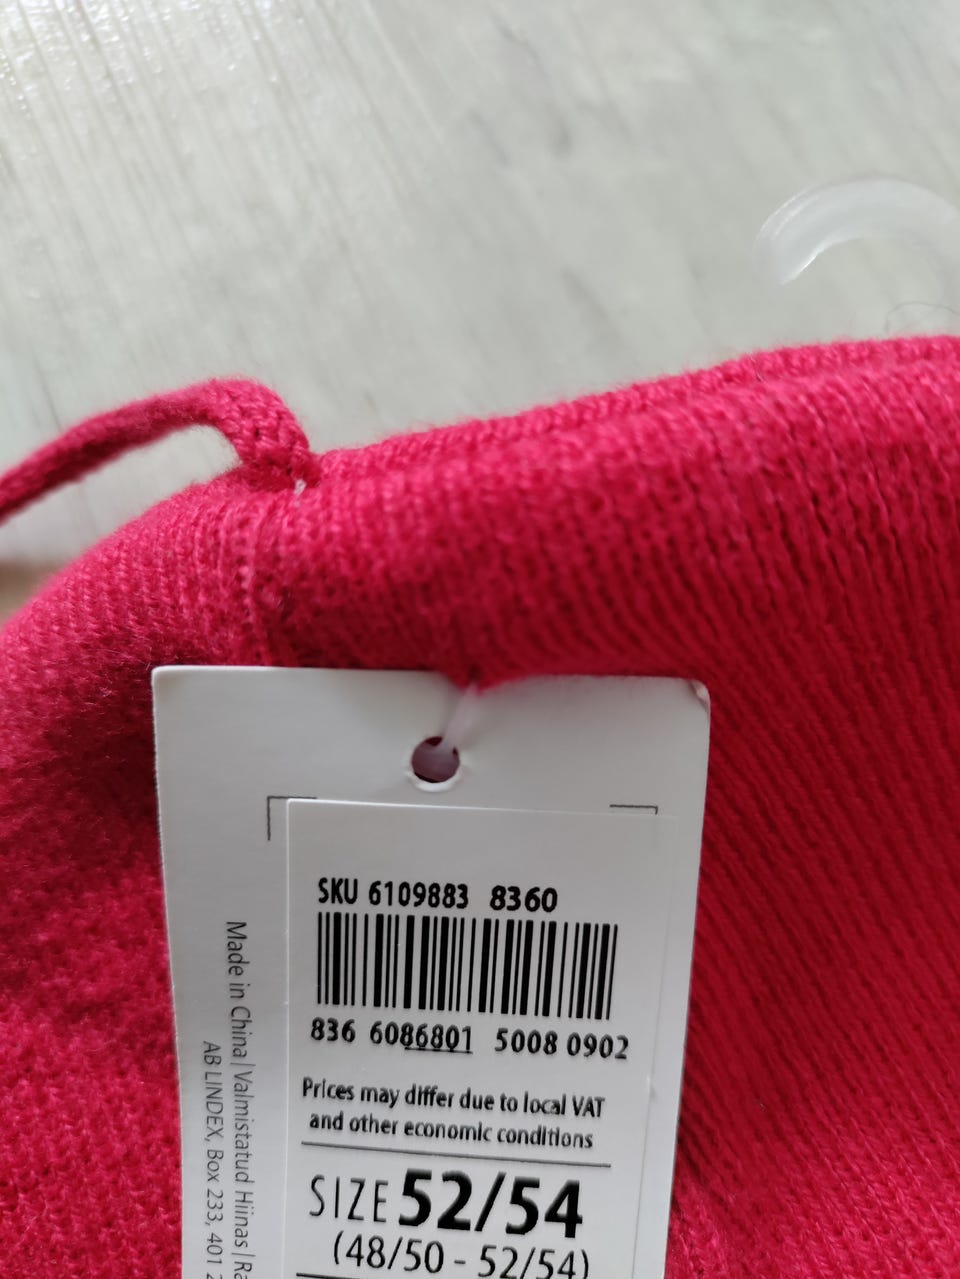 SKU 6109883 8360
836 6086801 5008 0902
Prices may differ due to local VAT
and other economic conditions
SIZE 52/54
(48/50 - 52/54)
Made in China | Valmistatud Hiinas |
AB LINDEX, Box 233, 401